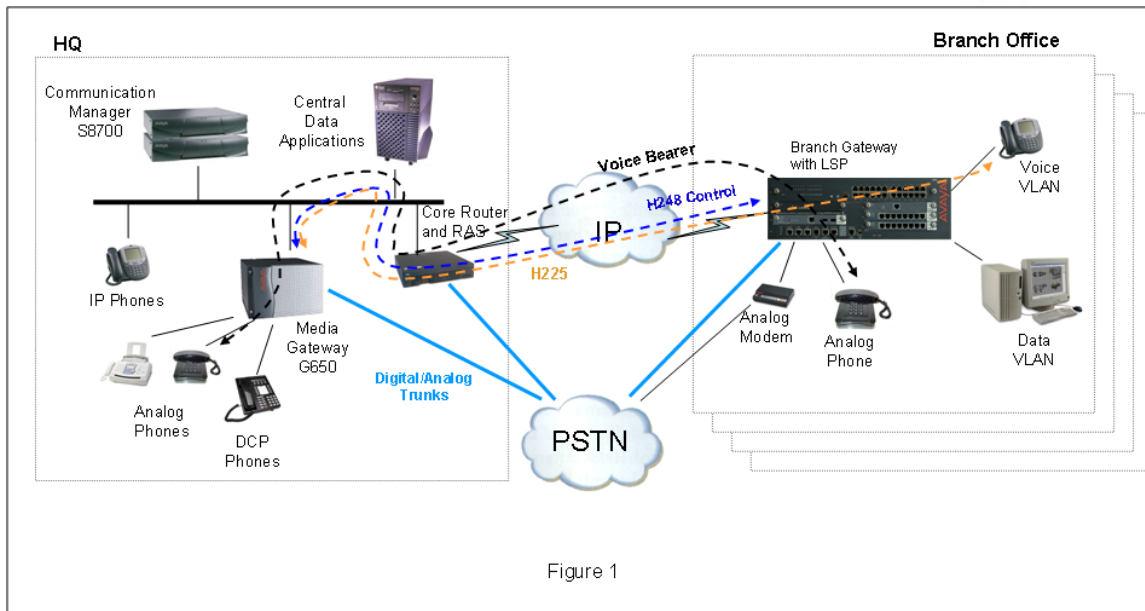 HQ
Branch Office
Communication
Manager
S8700
Central
Data
Applications
Voice Bearer
Branch Gateway
with LSP
Voice
VLAN
H248 Control
Core Router
and RAS
IP
AVAYA
H225
IP Phones
AVAYA
Media
Gateway
G650
Analog
Modem
Analog
Phone
Data
VLAN
Digital/Analog
Trunks
Analog
Phones
DCP
Phones
PSTN
Figure 1